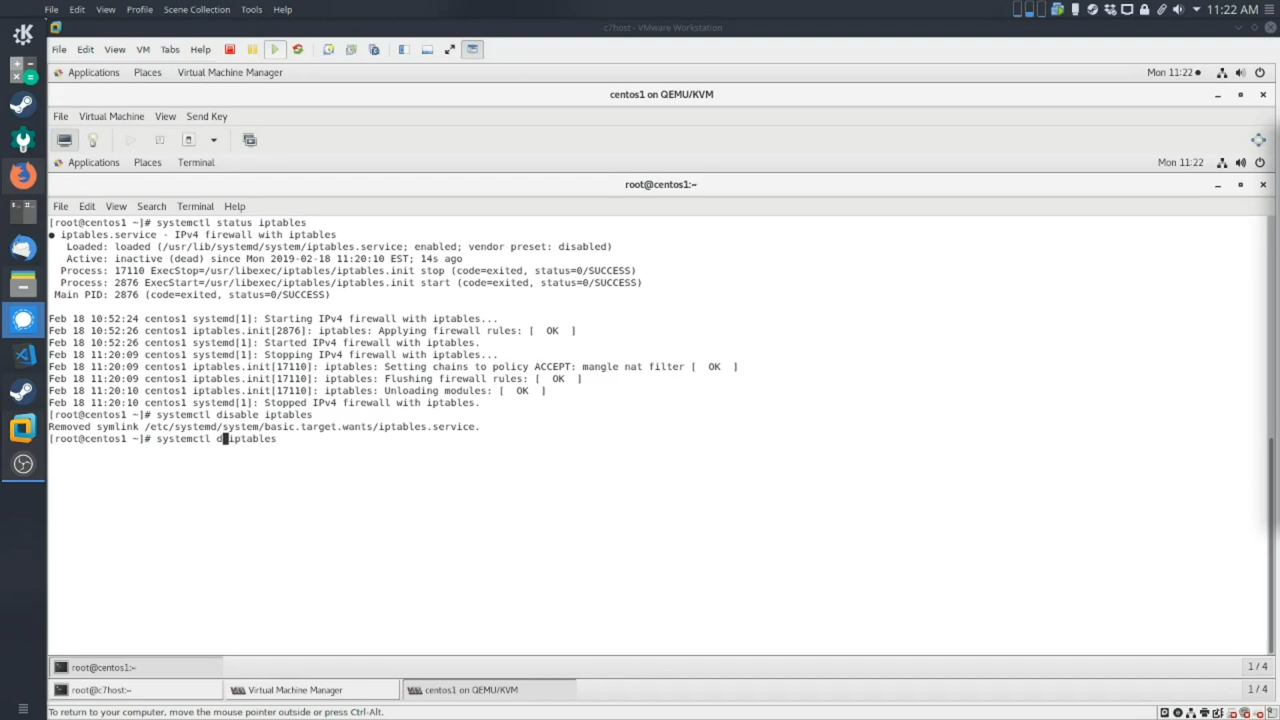 File Edit View Profile Scene Collection Tools Help 11:22 AM
c7host - VMware Workstation
File Edit View VM Tabs Help
Applications Places Virtual Machine Manager Mon 11:22
centos1 on QEMU/KVM
File Virtual Machine View Send Key
Applications Places Terminal Mon 11:22
root@centos1:~
File Edit View Search Terminal Help
[root@centos1 ~]# systemctl status iptables
● iptables.service - IPv4 firewall with iptables
Loaded: loaded (/usr/lib/systemd/system/iptables.service; enabled; vendor preset: disabled)
Active: inactive (dead) since Mon 2019-02-18 11:20:10 EST; 14s ago
Process: 17110 ExecStop=/usr/libexec/iptables/iptables.init stop (code=exited, status=0/SUCCESS)
Process: 2876 ExecStart=/usr/libexec/iptables/iptables.init start (code=exited, status=0/SUCCESS)
Main PID: 2876 (code=exited, status=0/SUCCESS)
Feb 18 10:52:24 centos1 systemd[1]: Starting IPv4 firewall with iptables...
Feb 18 10:52:26 centos1 iptables.init[2876]: iptables: Applying firewall rules: [ OK ]
Feb 18 10:52:26 centos1 systemd[1]: Started IPv4 firewall with iptables.
Feb 18 11:20:09 centos1 systemd[1]: Stopping IPv4 firewall with iptables...
Feb 18 11:20:09 centos1 iptables.init[17110]: iptables: Setting chains to policy ACCEPT: mangle nat filter [ OK ]
Feb 18 11:20:09 centos1 iptables.init[17110]: iptables: Flushing firewall rules: [ OK ]
Feb 18 11:20:10 centos1 iptables.init[17110]: iptables: Unloading modules: [ OK ]
Feb 18 11:20:10 centos1 systemd[1]: Stopped IPv4 firewall with iptables.
[root@centos1 ~]# systemctl disable iptables
Removed symlink /etc/systemd/system/basic.target.wants/iptables.service.
[root@centos1 ~]# systemctl d iptables
root@centos1:~ 1 / 4
root@c7host:~ Virtual Machine Manager centos1 on QEMU/KVM 1 / 4
To return to your computer, move the mouse pointer outside or press Ctrl-Alt.